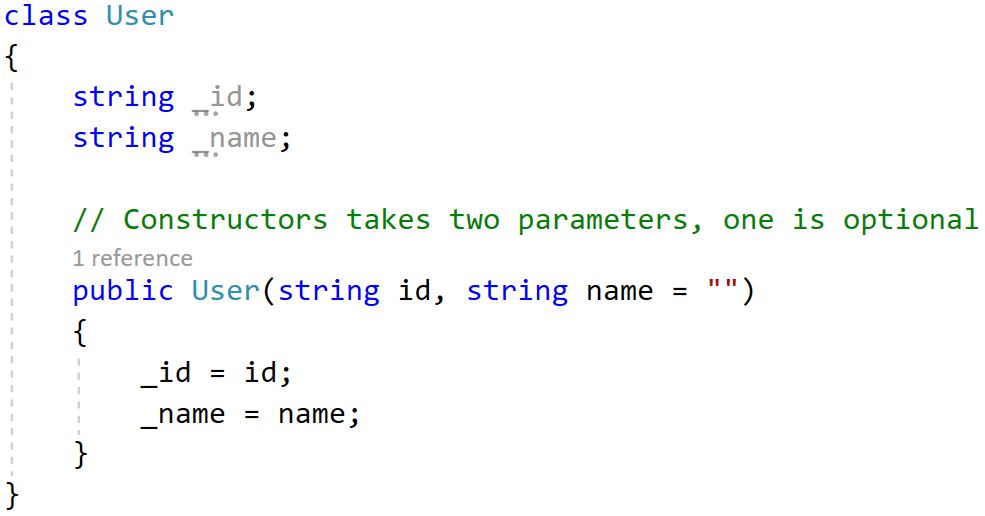 class User
{
    string _id;
    string _name;
    // Constructors takes two parameters, one is optional
    1 reference
    public User(string id, string name = "")
    {
        _id = id;
        _name = name;
    }
}